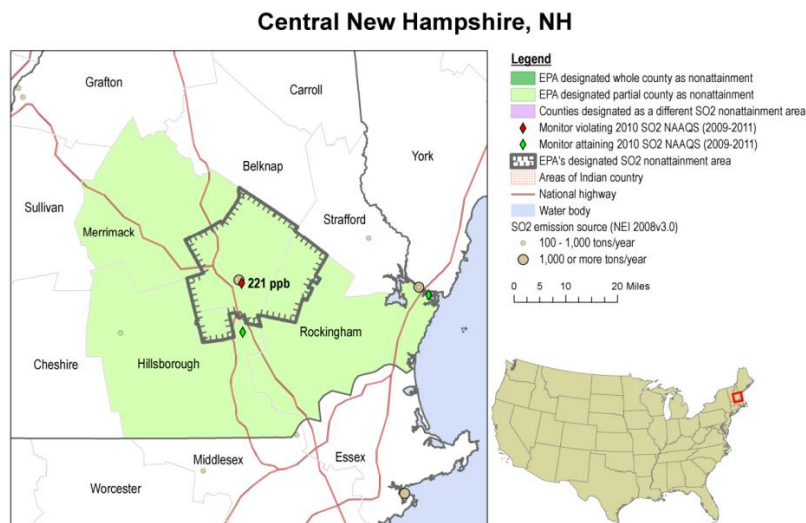 Central New Hampshire, NH
Grafton
Carroll
Belknap
York
Sullivan
Merrimack
Strafford
221 ppb
Rockingham
Cheshire
Hillsborough
Middlesex
Essex
Worcester
Legend
EPA designated whole county as nonattainment
EPA designated partial county as nonattainment
Counties designated as a different SO2 nonattainment area
Monitor violating 2010 SO2 NAAQS (2009-2011)
Monitor attaining 2010 SO2 NAAQS (2009-2011)
EPA's designated SO2 nonattainment area
Areas of Indian country
National highway
Water body
SO2 emission source (NEI 2008v3.0)
100 - 1,000 tons/year
1,000 or more tons/year
0 5 10 20 Miles